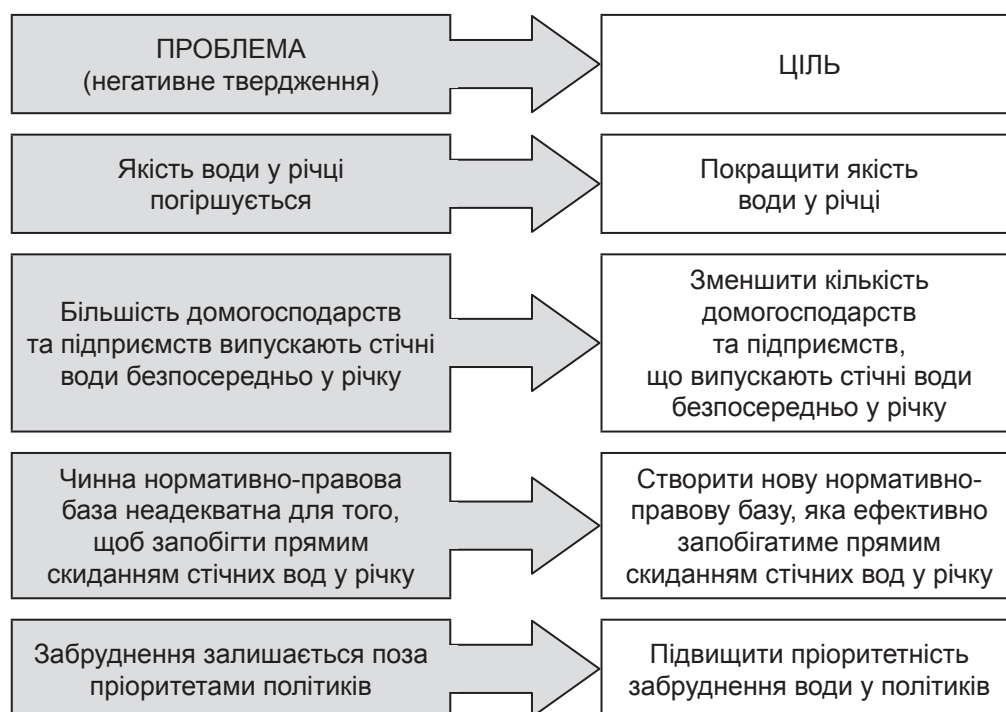 ПРОБЛЕМА
(негативне твердження)
ЦІЛЬ
Якість води у річці
погіршується
Покращити якість
води у річці
Більшість домогосподарств
та підприємств випускають стічні
води безпосередньо у річку
Зменшити кількість
домогосподарств
та підприємств,
що випускають стічні води
безпосередньо у річку
Чинна нормативно-правова
база неадекватна для того,
щоб запобігти прямим
скиданням стічних вод у річку
Створити нову нормативно-
правову базу, яка ефективно
запобігатиме прямим
скиданням стічних вод у річку
Забруднення залишається поза
пріоритетами політиків
Підвищити пріоритетність
забруднення води у політиків